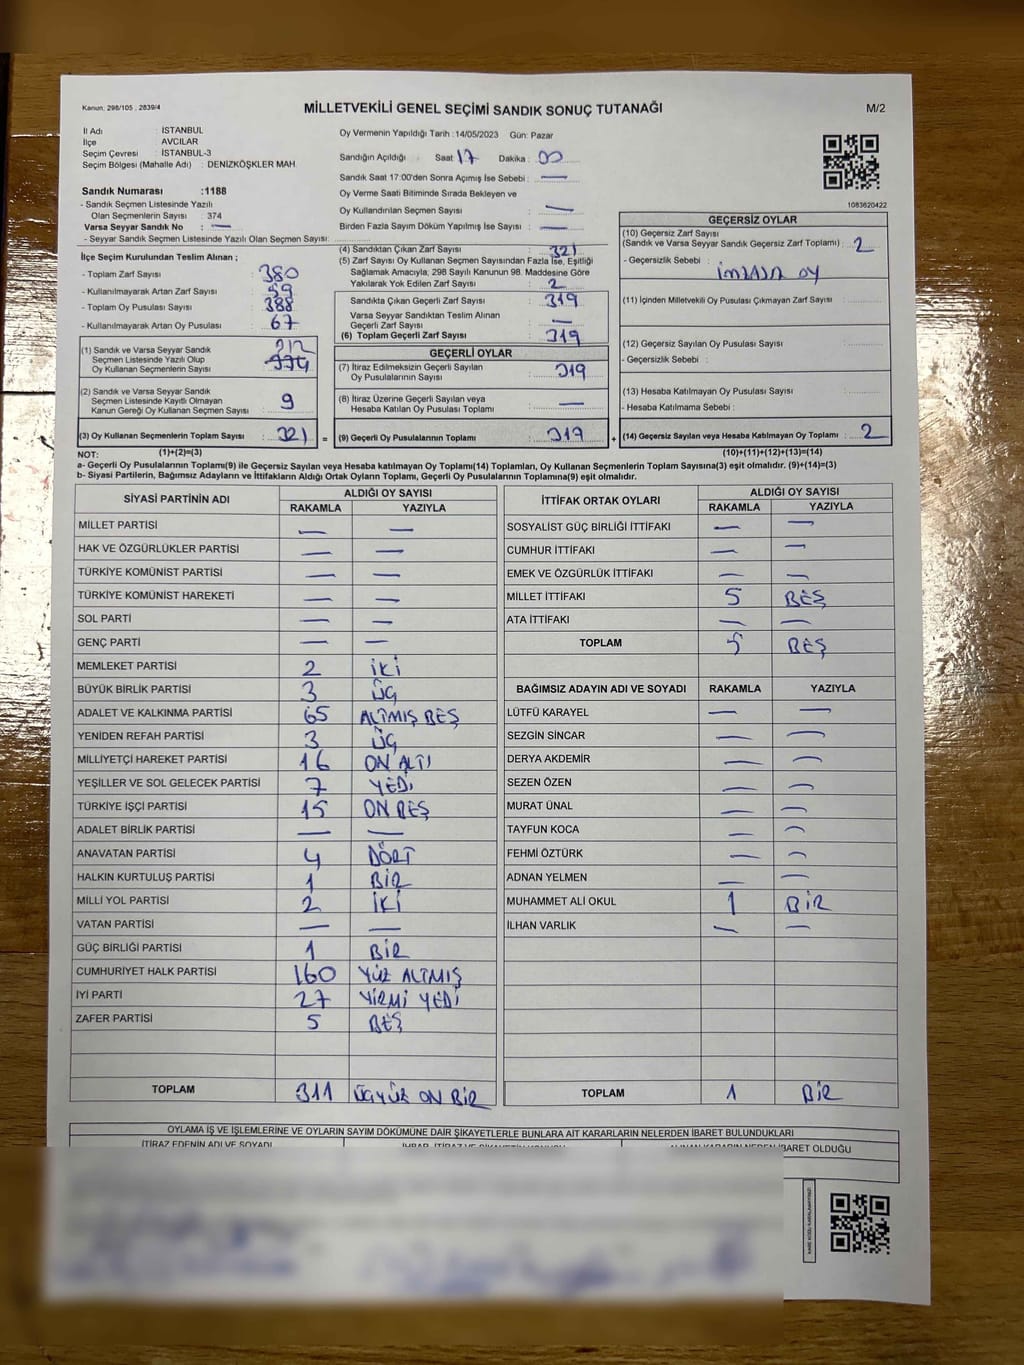 Kanun, 298/105 , 2839/4
MİLLETVEKİLİ GENEL SEÇİMİ SANDIK SONUÇ TUTANAĞI
M/2
İl Adı : İSTANBUL
İlçe AVCILAR
Seçim Çevresi : İSTANBUL-3
Seçim Bölgesi (Mahalle Adı) : DENİZKÖŞKLER MAH.
Sandık Numarası :1188
- Sandık Seçmen Listesinde Yazılı
Olan Seçmenlerin Sayısı : 374
Varsa Seyyar Sandık No : —
- Seyyar Sandık Seçmen Listesinde Yazılı Olan Seçmen Sayısı:
Oy Vermenin Yapıldığı Tarih :14/05/2023 Gün: Pazar
Sandığın Açıldığı : Saat 17 Dakika : 00
Sandık Saat 17:00'den Sonra Açımış İse Sebebi : —
Oy Verme Saati Bitiminde Sırada Bekleyen ve
Oy Kullandırılan Seçmen Sayısı : —
Birden Fazla Sayım Döküm Yapılmış İse Sayısı : —
1083620422
İlçe Seçim Kurulundan Teslim Alınan ;
- Toplam Zarf Sayısı : 380
- Kullanılmayarak Artan Zarf Sayısı : 59
- Toplam Oy Pusulası Sayısı : 388
- Kullanılmayarak Artan Oy Pusulası : 67
(1) Sandık ve Varsa Seyyar Sandık
Seçmen Listesinde Yazılı Olup
Oy Kullanan Seçmenlerin Sayısı : 312
(2) Sandık ve Varsa Seyyar Sandık
Seçmen Listesinde Kayıtlı Olmayan
Kanun Gereği Oy Kullanan Seçmen Sayısı : 9
(3) Oy Kullanan Seçmenlerin Toplam Sayısı : 321 =
(4) Sandıktan Çıkan Zarf Sayısı : 321
(5) Zarf Sayısı Oy Kullanan Seçmen Sayısından Fazla İse, Eşitliği
Sağlamak Amacıyla; 298 Sayılı Kanunun 98. Maddesine Göre
Yakılarak Yok Edilen Zarf Sayısı : 2
Sandıkta Çıkan Geçerli Zarf Sayısı : 319
Varsa Seyyar Sandıktan Teslim Alınan
Geçerli Zarf Sayısı : —
(6) Toplam Geçerli Zarf Sayısı : 319
GEÇERLİ OYLAR
(7) İtiraz Edilmeksizin Geçerli Sayılan
Oy Pusulalarının Sayısı : 319
(8) İtiraz Üzerine Geçerli Sayılan veya
Hesaba Katılan Oy Pusulası Toplamı : —
(9) Geçerli Oy Pusulalarının Toplamı : 319 +
GEÇERSİZ OYLAR
(10) Geçersiz Zarf Sayısı
(Sandık ve Varsa Seyyar Sandık Geçersiz Zarf Toplamı) : 2
- Geçersizlik Sebebi : İMZALI OY
(11) İçinden Milletvekili Oy Pusulası Çıkmayan Zarf Sayısı :
(12) Geçersiz Sayılan Oy Pusulası Sayısı :
- Geçersizlik Sebebi :
(13) Hesaba Katılmayan Oy Pusulası Sayısı :
- Hesaba Katılmama Sebebi :
(14) Geçersiz Sayılan veya Hesaba Katılmayan Oy Toplamı : 2
NOT: (1)+(2)=(3) (10)+(11)+(12)+(13)=(14)
a- Geçerli Oy Pusulalarının Toplamı(9) ile Geçersiz Sayılan veya Hesaba katılmayan Oy Toplamı(14) Toplamları, Oy Kullanan Seçmenlerin Toplam Sayısına(3) eşit olmalıdır. (9)+(14)=(3)
b- Siyasi Partilerin, Bağımsız Adayların ve İttifakların Aldığı Ortak Oyların Toplamı, Geçerli Oy Pusulalarının Toplamına(9) eşit olmalıdır.
SİYASİ PARTİNİN ADI ALDIĞI OY SAYISI
RAKAMLA YAZIYLA
MİLLET PARTİSİ — —
HAK VE ÖZGÜRLÜKLER PARTİSİ — —
TÜRKİYE KOMÜNİST PARTİSİ — —
TÜRKİYE KOMÜNİST HAREKETİ — —
SOL PARTİ — —
GENÇ PARTİ — —
MEMLEKET PARTİSİ 2 İKİ
BÜYÜK BİRLİK PARTİSİ 3 ÜÇ
ADALET VE KALKINMA PARTİSİ 65 ALTMIŞ BEŞ
YENİDEN REFAH PARTİSİ 3 ÜÇ
MİLLİYETÇİ HAREKET PARTİSİ 16 ON ALTI
YEŞİLLER VE SOL GELECEK PARTİSİ 7 YEDİ
TÜRKİYE İŞÇİ PARTİSİ 15 ON BEŞ
ADALET BİRLİK PARTİSİ — —
ANAVATAN PARTİSİ 4 DÖRT
HALKIN KURTULUŞ PARTİSİ 1 BİR
MİLLİ YOL PARTİSİ 2 İKİ
VATAN PARTİSİ — —
GÜÇ BİRLİĞİ PARTİSİ 1 BİR
CUMHURİYET HALK PARTİSİ 160 YÜZ ALTMIŞ
İYİ PARTİ 27 YİRMİ YEDİ
ZAFER PARTİSİ 5 BEŞ
TOPLAM 311 ÜÇYÜZ ON BİR
İTTİFAK ORTAK OYLARI ALDIĞI OY SAYISI
RAKAMLA YAZIYLA
SOSYALİST GÜÇ BİRLİĞİ İTTİFAKI — —
CUMHUR İTTİFAKI — —
EMEK VE ÖZGÜRLÜK İTTİFAKI — —
MİLLET İTTİFAKI 5 BEŞ
ATA İTTİFAKI — —
TOPLAM 5 BEŞ
BAĞIMSIZ ADAYIN ADI VE SOYADI RAKAMLA YAZIYLA
LÜTFÜ KARAYEL — —
SEZGİN SİNCAR — —
DERYA AKDEMİR — —
SEZEN ÖZEN — —
MURAT ÜNAL — —
TAYFUN KOCA — —
FEHMİ ÖZTÜRK — —
ADNAN YELMEN — —
MUHAMMET ALİ OKUL 1 BİR
İLHAN VARLIK — —
TOPLAM 1 BİR
OYLAMA İŞ VE İŞLEMLERİNE VE OYLARIN SAYIM DÖKÜMÜNE DAİR ŞİKAYETLERLE BUNLARA AİT KARARLARIN NELERDEN İBARET BULUNDUKLARI
İTİRAZ EDENİN ADI VE SOYADI İHBAR, İTİRAZ VE ŞİKAYETİN KONUSU ALINAN KARARIN NEDEN İBARET OLDUĞU